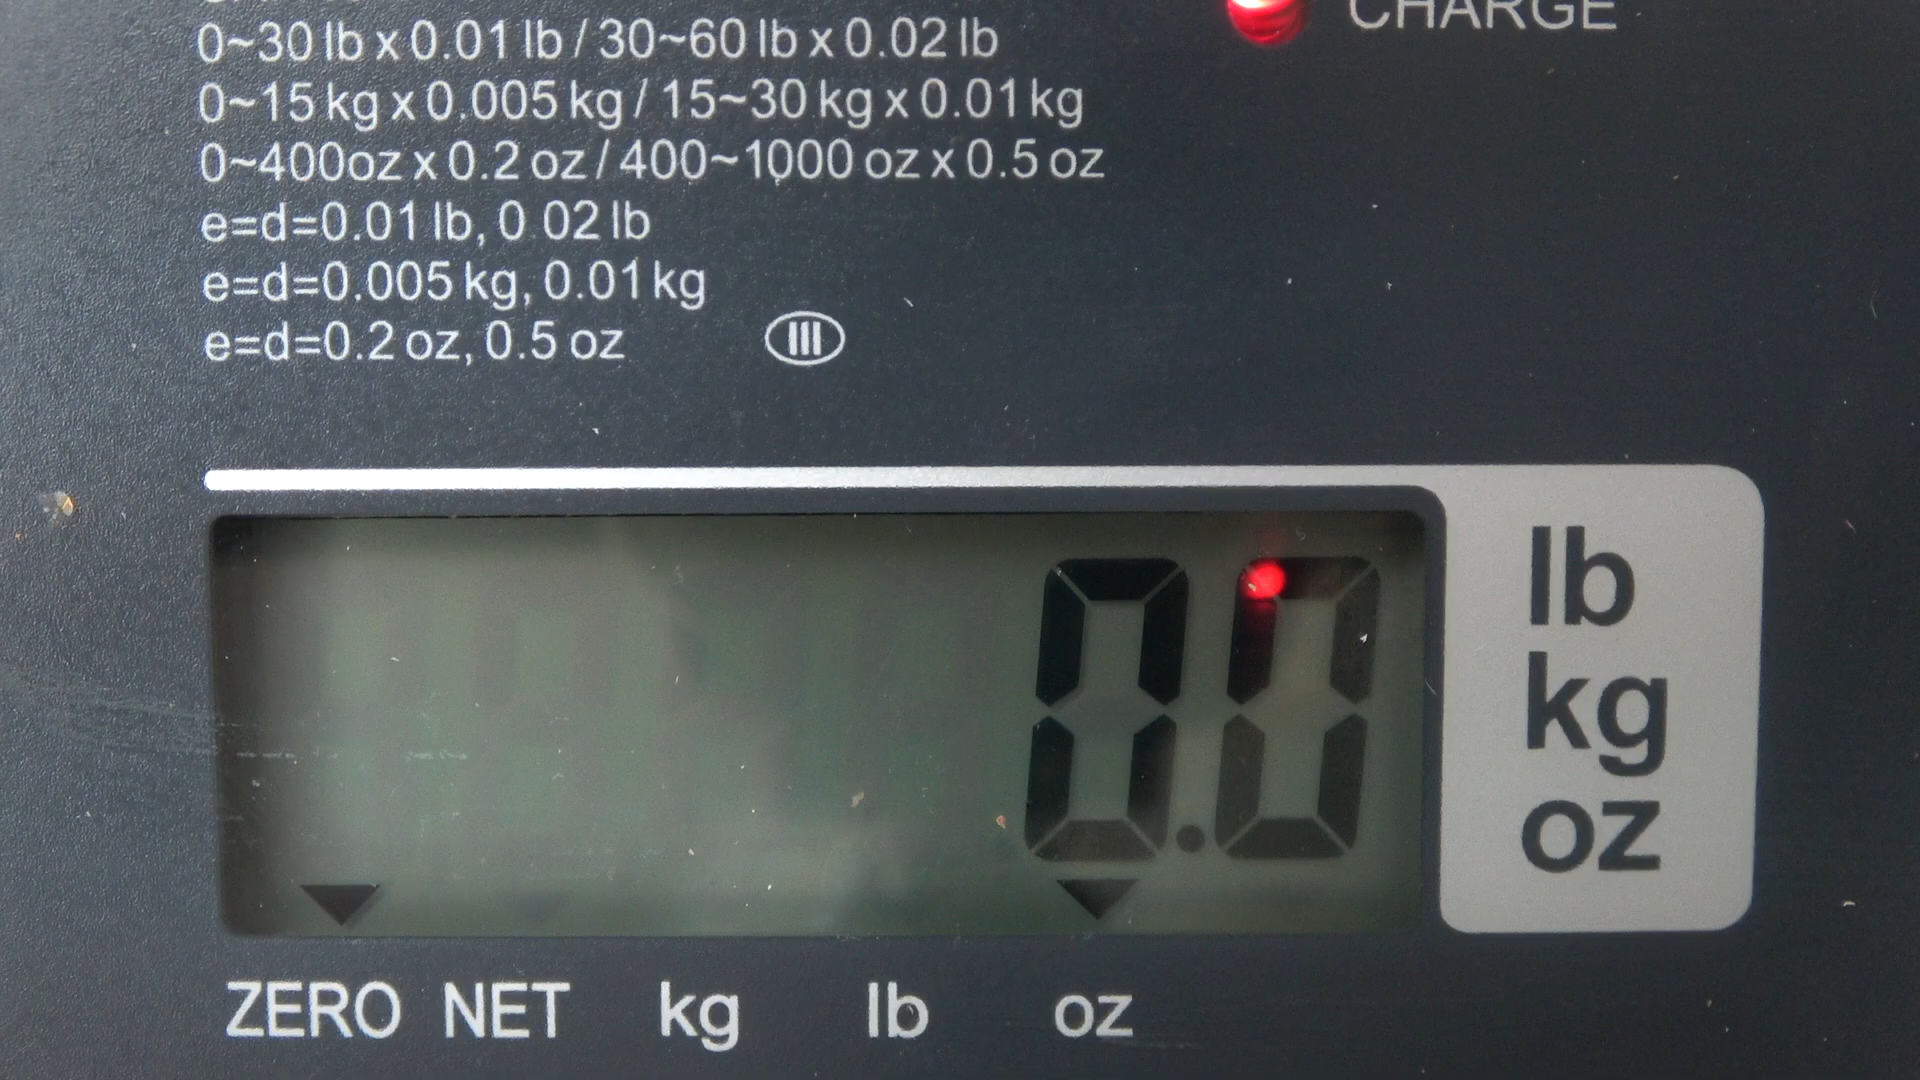 CHARGE
0~30 lb x 0.01 lb / 30~60 lb x 0.02 lb
0~15 kg x 0.005 kg / 15~30 kg x 0.01 kg
0~400oz x 0.2 oz / 400~1000 oz x 0.5 oz
e=d=0.01 lb, 0 02 lb
e=d=0.005 kg, 0.01 kg
e=d=0.2 oz, 0.5 oz
III
0.0
lb
kg
oz
ZERO NET kg lb oz